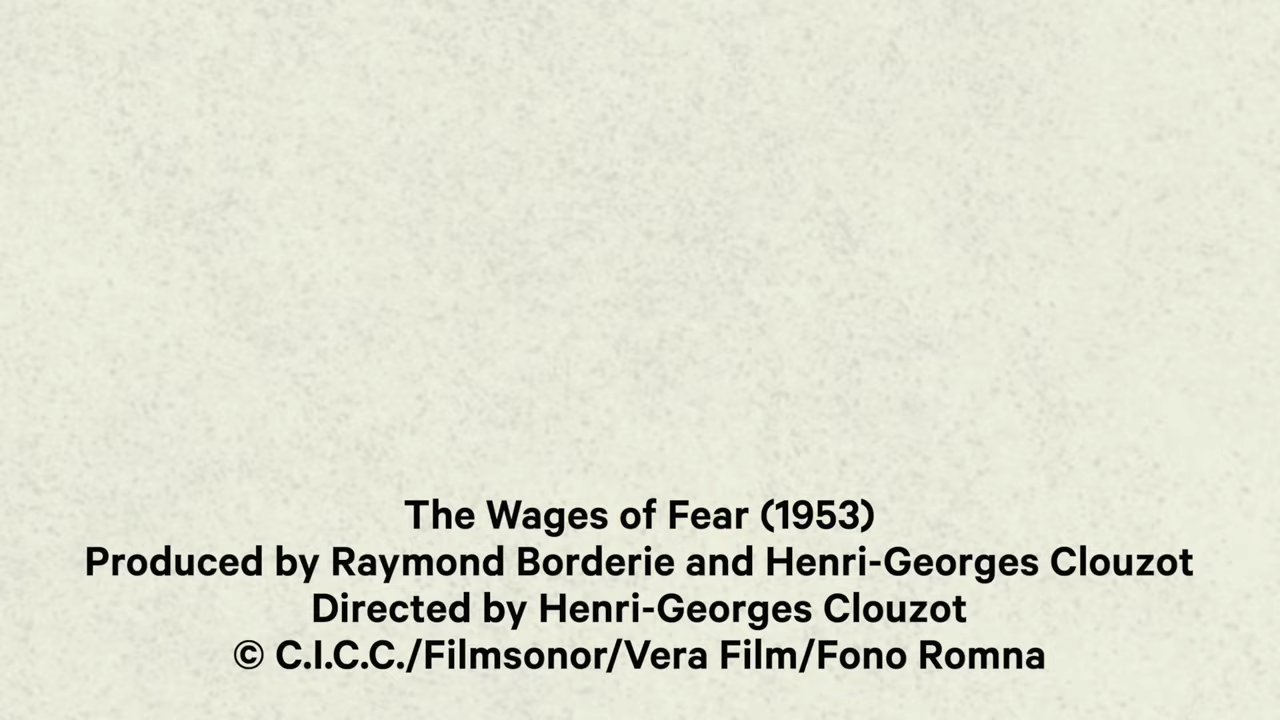 The Wages of Fear (1953)
Produced by Raymond Borderie and Henri-Georges Clouzot
Directed by Henri-Georges Clouzot
© C.I.C.C./Filmsonor/Vera Film/Fono Romna